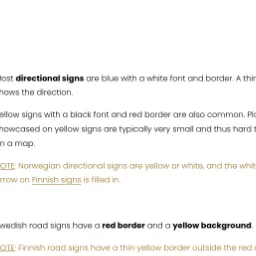 ost directional signs are blue with a white font and border. A thin
hows the direction.
ellow signs with a black font and red border are also common. Pl
howcased on yellow signs are typically very small and thus hard t
n a map.
OTE: Norwegian directional signs are yellow or white, and the whit
rrow on Finnish signs is filled in.
wedish road signs have a red border and a yellow background.
OTE: Finnish road signs have a thin yellow border outside the red